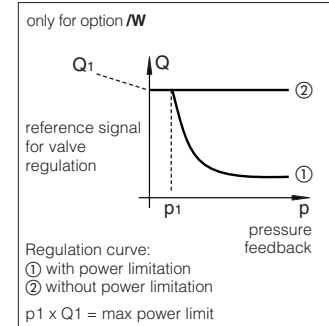 only for option /W
Q1
Q
②
reference signal
for valve
regulation
①
p1
p
pressure
feedback
Regulation curve:
① with power limitation
② without power limitation
p1 x Q1 = max power limit